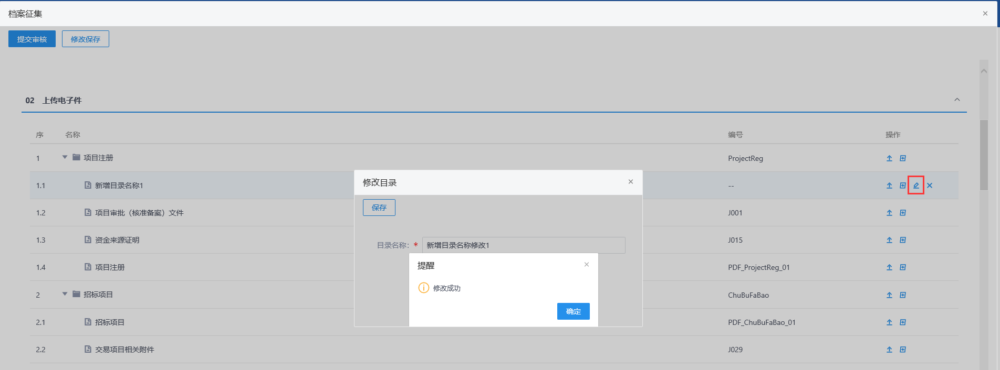 档案征集
提交审核 修改保存
02 上传电子件
序 名称 编号 操作
1 项目注册 ProjectReg
1.1 新增目录名称1 --
1.2 项目审批（核准备案）文件 J001
1.3 资金来源证明 J015
1.4 项目注册 PDF_ProjectReg_01
2 招标项目 ChuBuFaBao
2.1 招标项目 PDF_ChuBuFaBao_01
2.2 交易项目相关附件 J029
修改目录
保存
目录名称: * 新增目录名称修改1
提醒
修改成功
确定